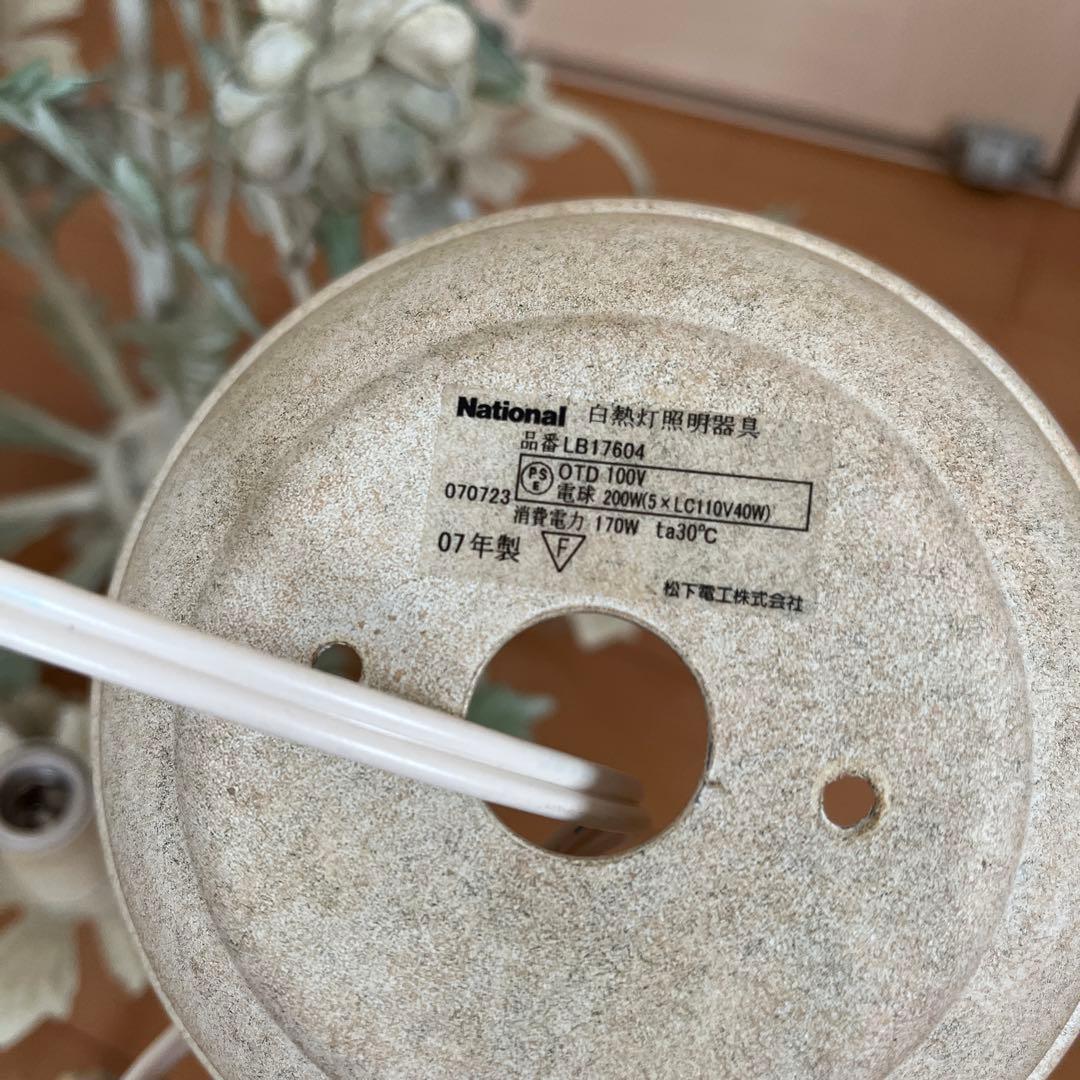 National 白熱灯照明器具
品番 LB17604
PS
E
OTD 100V
070723
電球 200W(5×LC110V40W)
消費電力 170W ta30℃
07年製
F
松下電工株式会社